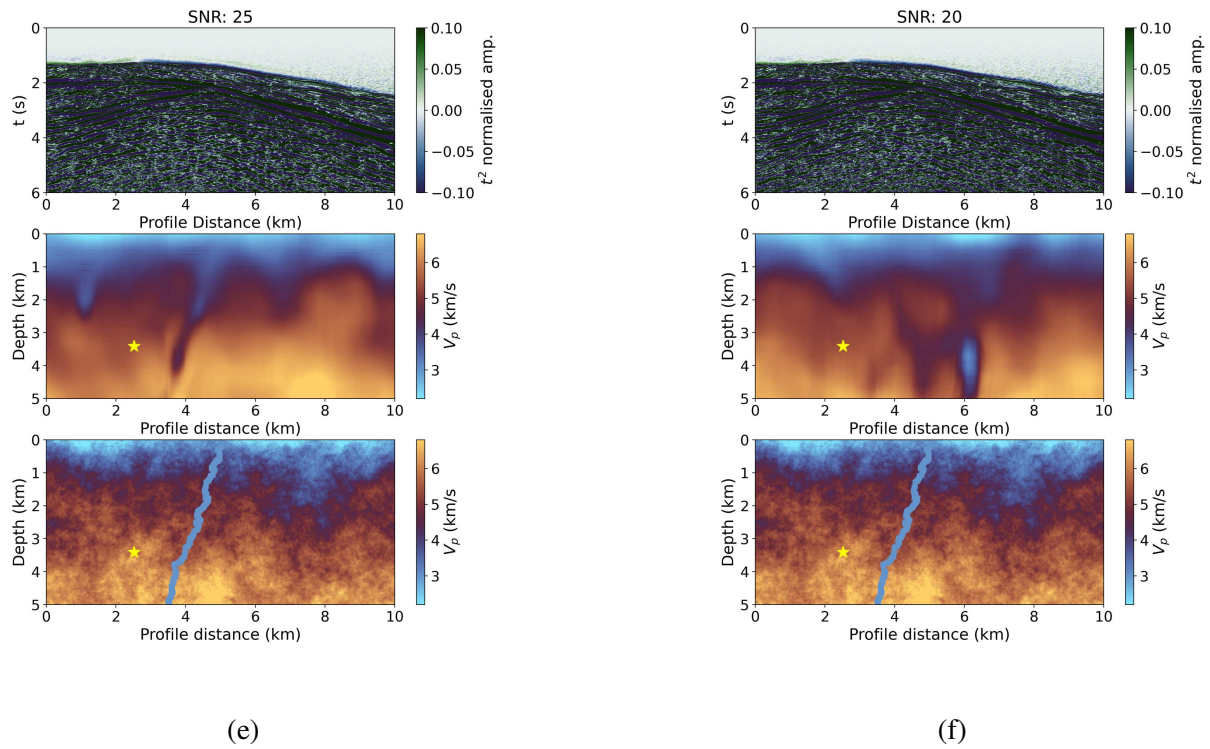 SNR: 25
0
2
4
6
t (s)
0 2 4 6 8 10
Profile Distance (km)
0.10
0.05
0.00
−0.05
−0.10
t² normalised amp.
0
1
2
3
4
5
Depth (km)
0 2 4 6 8 10
Profile distance (km)
6
5
4
3
Vₚ (km/s)
0
1
2
3
4
5
Depth (km)
0 2 4 6 8 10
Profile distance (km)
6
5
4
3
Vₚ (km/s)
(e)
SNR: 20
0
2
4
6
t (s)
0 2 4 6 8 10
Profile Distance (km)
0.10
0.05
0.00
−0.05
−0.10
t² normalised amp.
0
1
2
3
4
5
Depth (km)
0 2 4 6 8 10
Profile distance (km)
6
5
4
3
Vₚ (km/s)
0
1
2
3
4
5
Depth (km)
0 2 4 6 8 10
Profile distance (km)
6
5
4
3
Vₚ (km/s)
(f)